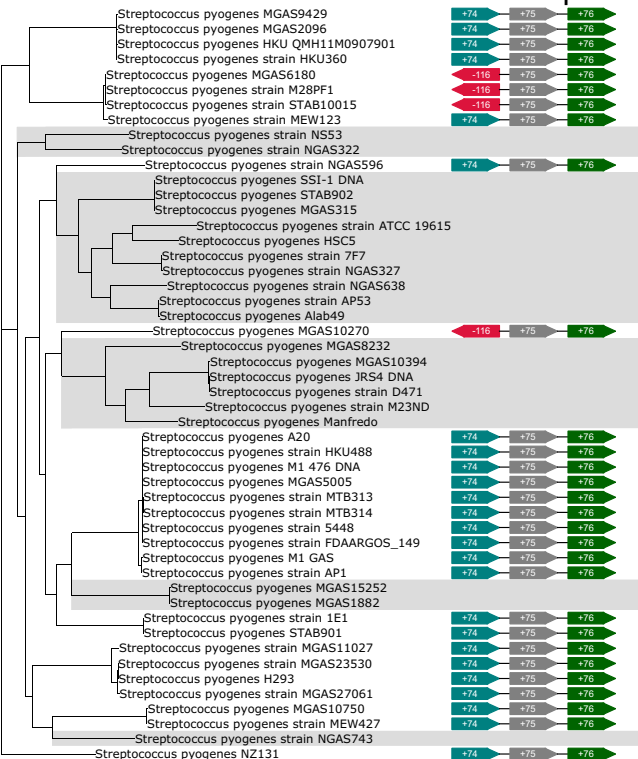 Streptococcus pyogenes MGAS9429 +74 +75 +76
Streptococcus pyogenes MGAS2096 +74 +75 +76
Streptococcus pyogenes HKU QMH11M0907901 +74 +75 +76
Streptococcus pyogenes strain HKU360 +74 +75 +76
Streptococcus pyogenes MGAS6180 -116 +75 +76
Streptococcus pyogenes strain M28PF1 -116 +75 +76
Streptococcus pyogenes strain STAB10015 -116 +75 +76
Streptococcus pyogenes strain MEW123 +74 +75 +76
Streptococcus pyogenes strain NS53
Streptococcus pyogenes strain NGAS322
Streptococcus pyogenes strain NGAS596 +74 +75 +76
Streptococcus pyogenes SSI-1 DNA
Streptococcus pyogenes STAB902
Streptococcus pyogenes MGAS315
Streptococcus pyogenes strain ATCC 19615
Streptococcus pyogenes HSC5
Streptococcus pyogenes strain 7F7
Streptococcus pyogenes strain NGAS327
Streptococcus pyogenes strain NGAS638
Streptococcus pyogenes strain AP53
Streptococcus pyogenes Alab49
Streptococcus pyogenes MGAS10270 -116 +75 +76
Streptococcus pyogenes MGAS8232
Streptococcus pyogenes MGAS10394
Streptococcus pyogenes JRS4 DNA
Streptococcus pyogenes strain D471
Streptococcus pyogenes strain M23ND
Streptococcus pyogenes Manfredo
Streptococcus pyogenes A20 +74 +75 +76
Streptococcus pyogenes strain HKU488 +74 +75 +76
Streptococcus pyogenes M1 476 DNA +74 +75 +76
Streptococcus pyogenes MGAS5005 +74 +75 +76
Streptococcus pyogenes strain MTB313 +74 +75 +76
Streptococcus pyogenes strain MTB314 +74 +75 +76
Streptococcus pyogenes strain 5448 +74 +75 +76
Streptococcus pyogenes strain FDAARGOS_149 +74 +75 +76
Streptococcus pyogenes M1 GAS +74 +75 +76
Streptococcus pyogenes strain AP1 +74 +75 +76
Streptococcus pyogenes MGAS15252
Streptococcus pyogenes MGAS1882
Streptococcus pyogenes strain 1E1 +74 +75 +76
Streptococcus pyogenes STAB901 +74 +75 +76
Streptococcus pyogenes strain MGAS11027 +74 +75 +76
Streptococcus pyogenes strain MGAS23530 +74 +75 +76
Streptococcus pyogenes H293 +74 +75 +76
Streptococcus pyogenes strain MGAS27061 +74 +75 +76
Streptococcus pyogenes MGAS10750 +74 +75 +76
Streptococcus pyogenes strain MEW427 +74 +75 +76
Streptococcus pyogenes strain NGAS743
Streptococcus pyogenes NZ131 +74 +75 +76